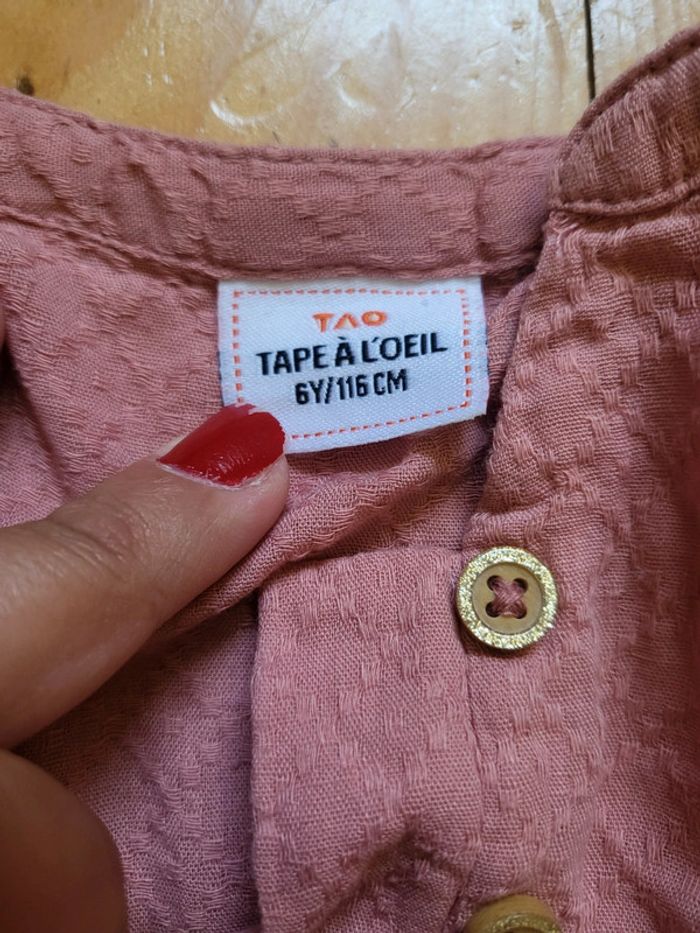 TAO
TAPE À L'OEIL
6Y/116 CM